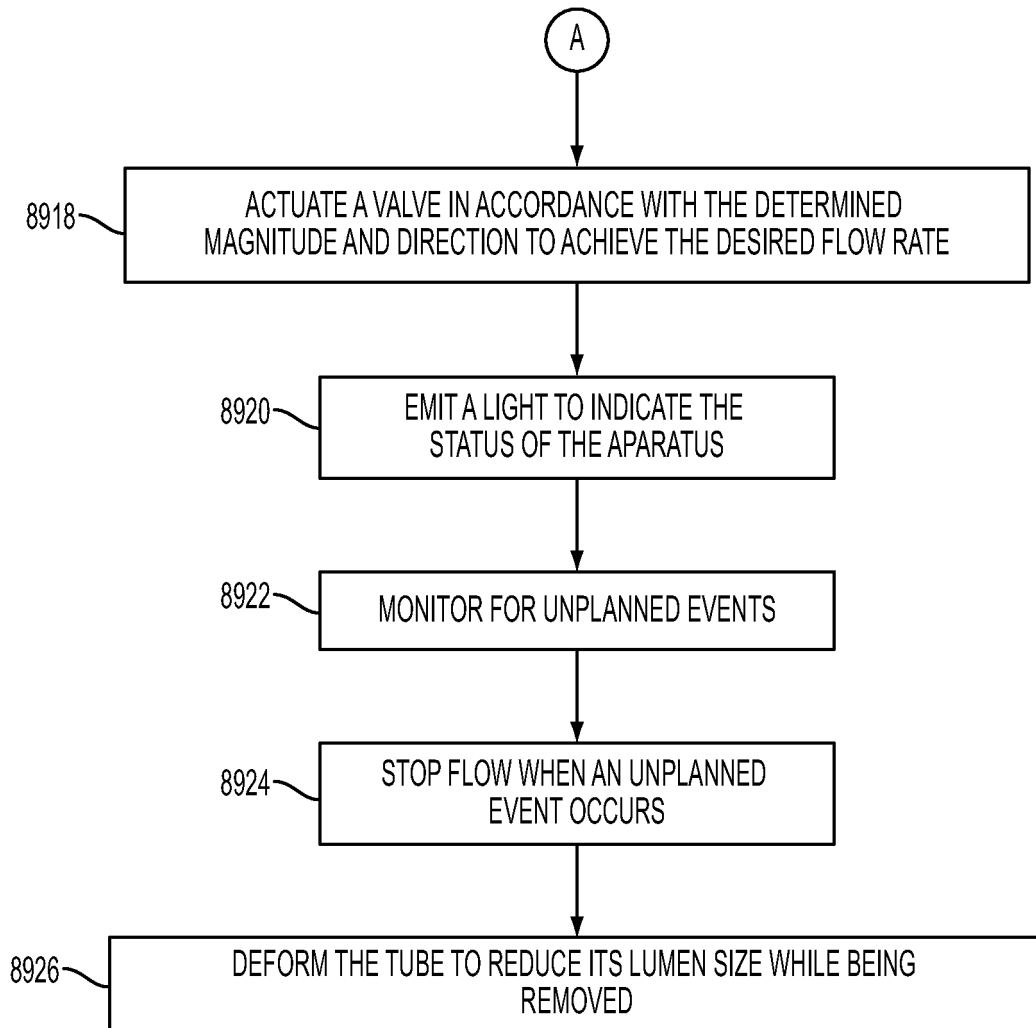 A
8918
ACTUATE A VALVE IN ACCORDANCE WITH THE DETERMINED
MAGNITUDE AND DIRECTION TO ACHIEVE THE DESIRED FLOW RATE
8920
EMIT A LIGHT TO INDICATE THE
STATUS OF THE APARATUS
8922
MONITOR FOR UNPLANNED EVENTS
8924
STOP FLOW WHEN AN UNPLANNED
EVENT OCCURS
8926
DEFORM THE TUBE TO REDUCE ITS LUMEN SIZE WHILE BEING
REMOVED